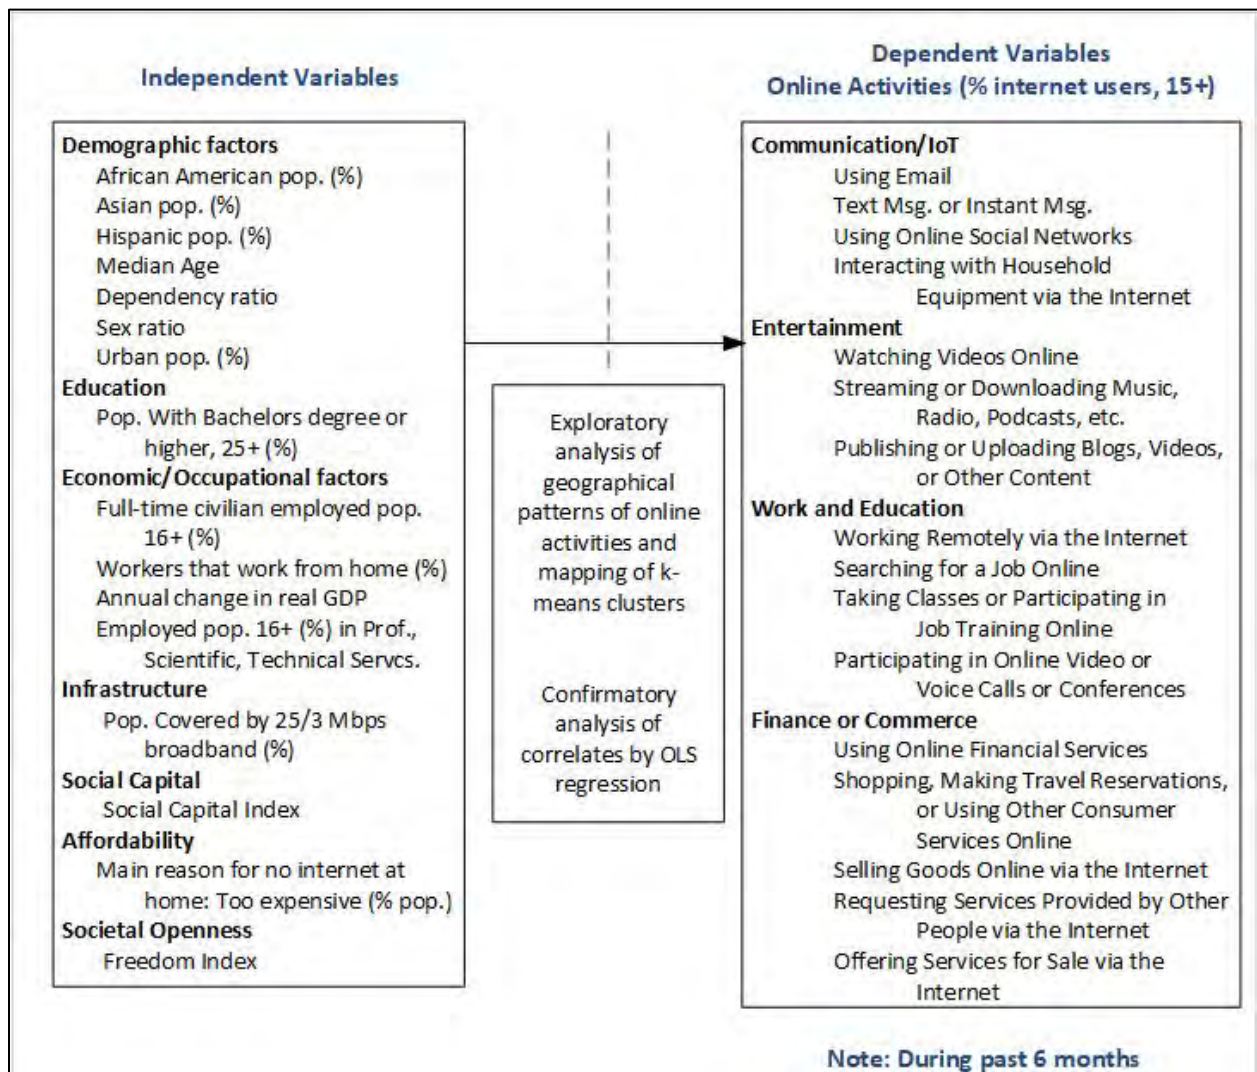 Independent Variables
Demographic factors
African American pop. (%)
Asian pop. (%)
Hispanic pop. (%)
Median Age
Dependency ratio
Sex ratio
Urban pop. (%)
Education
Pop. With Bachelors degree or
higher, 25+ (%)
Economic/Occupational factors
Full-time civilian employed pop.
16+ (%)
Workers that work from home (%)
Annual change in real GDP
Employed pop. 16+ (%) in Prof.,
Scientific, Technical Servcs.
Infrastructure
Pop. Covered by 25/3 Mbps
broadband (%)
Social Capital
Social Capital Index
Affordability
Main reason for no internet at
home: Too expensive (% pop.)
Societal Openness
Freedom Index
Exploratory
analysis of
geographical
patterns of online
activities and
mapping of k-
means clusters
Confirmatory
analysis of
correlates by OLS
regression
Dependent Variables
Online Activities (% internet users, 15+)
Communication/IoT
Using Email
Text Msg. or Instant Msg.
Using Online Social Networks
Interacting with Household
Equipment via the Internet
Entertainment
Watching Videos Online
Streaming or Downloading Music,
Radio, Podcasts, etc.
Publishing or Uploading Blogs, Videos,
or Other Content
Work and Education
Working Remotely via the Internet
Searching for a Job Online
Taking Classes or Participating in
Job Training Online
Participating in Online Video or
Voice Calls or Conferences
Finance or Commerce
Using Online Financial Services
Shopping, Making Travel Reservations,
or Using Other Consumer
Services Online
Selling Goods Online via the Internet
Requesting Services Provided by Other
People via the Internet
Offering Services for Sale via the
Internet
Note: During past 6 months